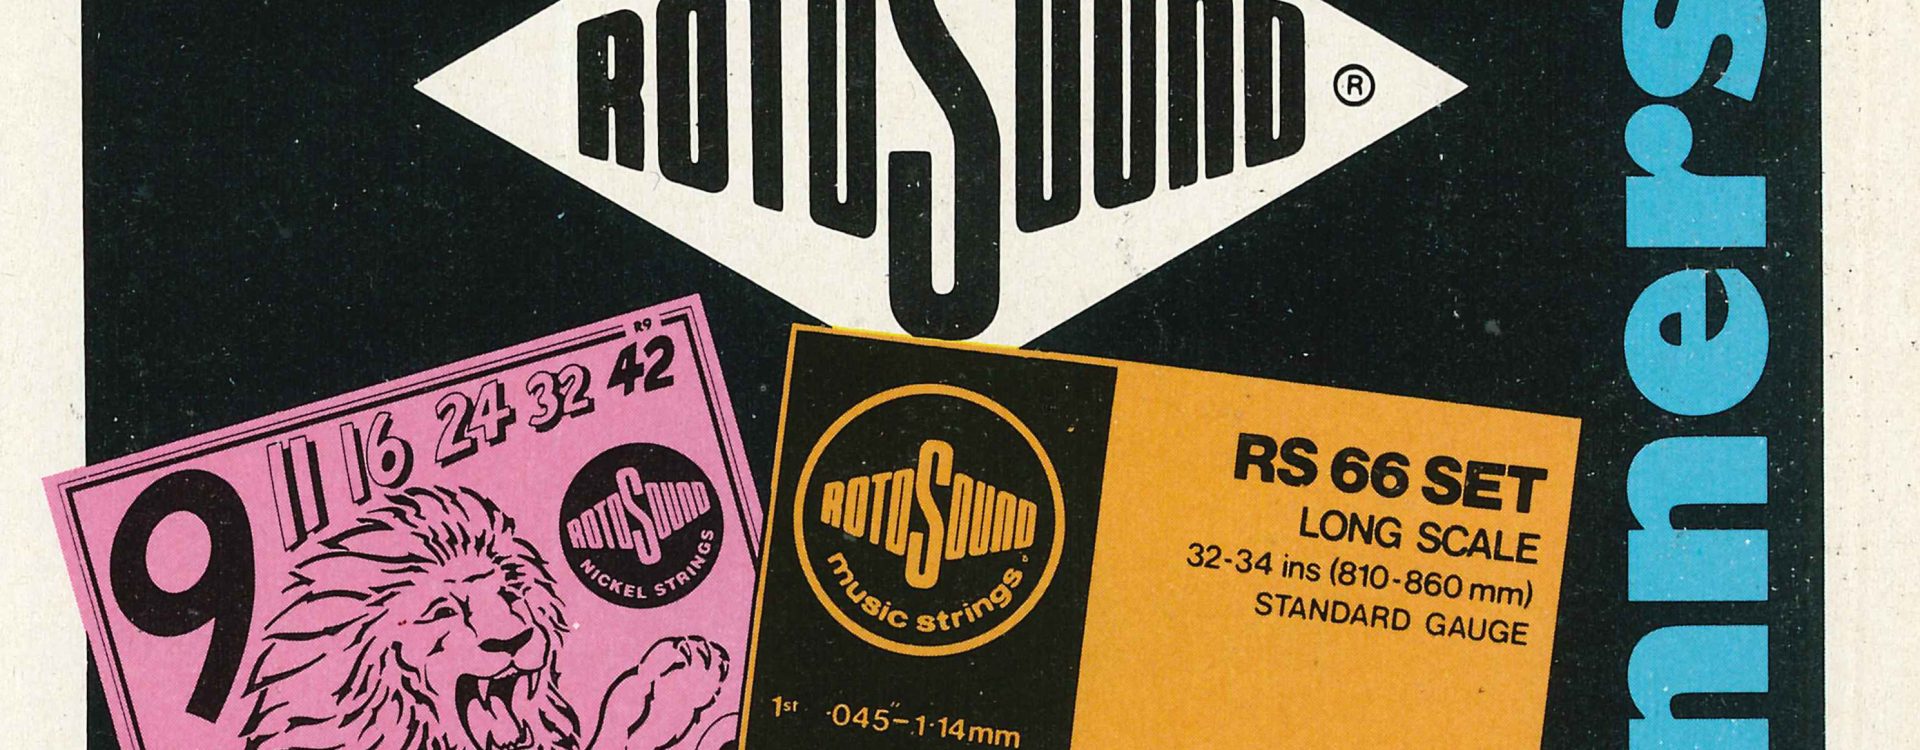 ROTOSOUND ®
R9
9 11 16 24 32 42
ROTOSOUND
NICKEL STRINGS
ROTOSOUND
music strings
RS 66 SET
LONG SCALE
32-34 ins (810-860 mm)
STANDARD GAUGE
1st ·045″–1·14mm
nners